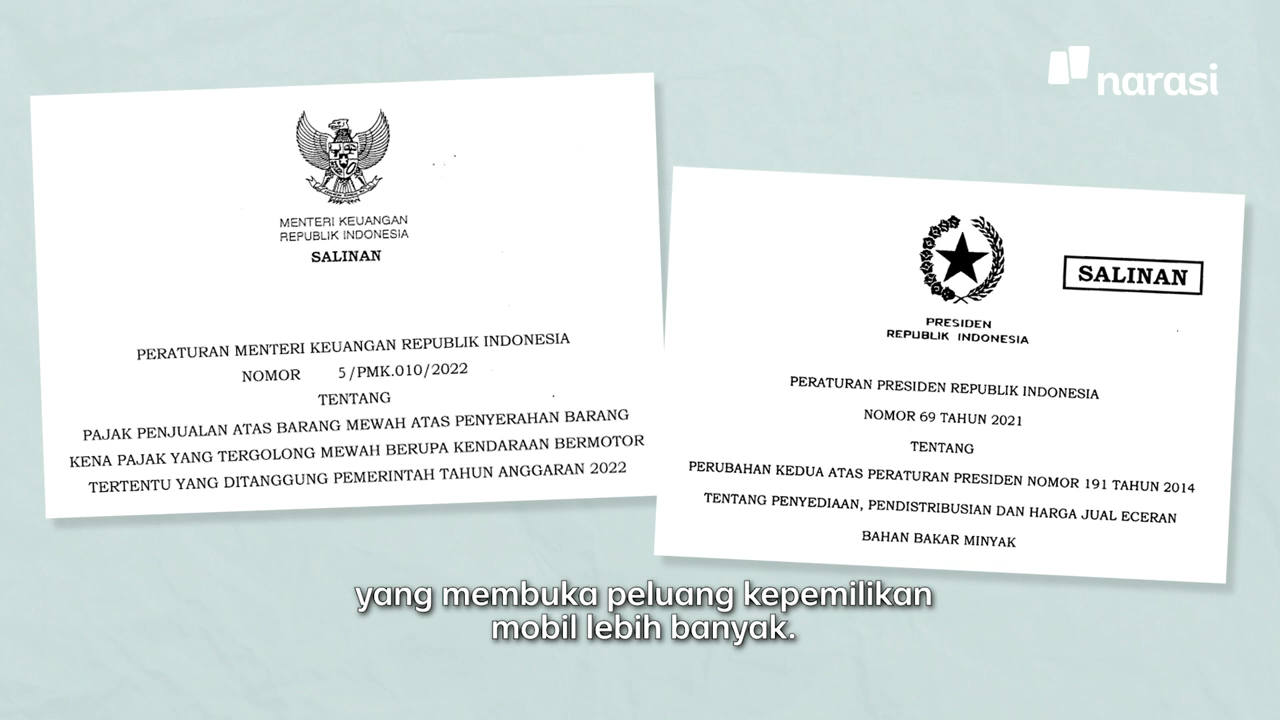 narasi
MENTERI KEUANGAN
REPUBLIK INDONESIA
SALINAN
PERATURAN MENTERI KEUANGAN REPUBLIK INDONESIA
NOMOR 5/PMK.010/2022
TENTANG
PAJAK PENJUALAN ATAS BARANG MEWAH ATAS PENYERAHAN BARANG
KENA PAJAK YANG TERGOLONG MEWAH BERUPA KENDARAAN BERMOTOR
TERTENTU YANG DITANGGUNG PEMERINTAH TAHUN ANGGARAN 2022
SALINAN
PRESIDEN
REPUBLIK INDONESIA
PERATURAN PRESIDEN REPUBLIK INDONESIA
NOMOR 69 TAHUN 2021
TENTANG
PERUBAHAN KEDUA ATAS PERATURAN PRESIDEN NOMOR 191 TAHUN 2014
TENTANG PENYEDIAAN, PENDISTRIBUSIAN DAN HARGA JUAL ECERAN
BAHAN BAKAR MINYAK
yang membuka peluang kepemilikan
mobil lebih banyak.